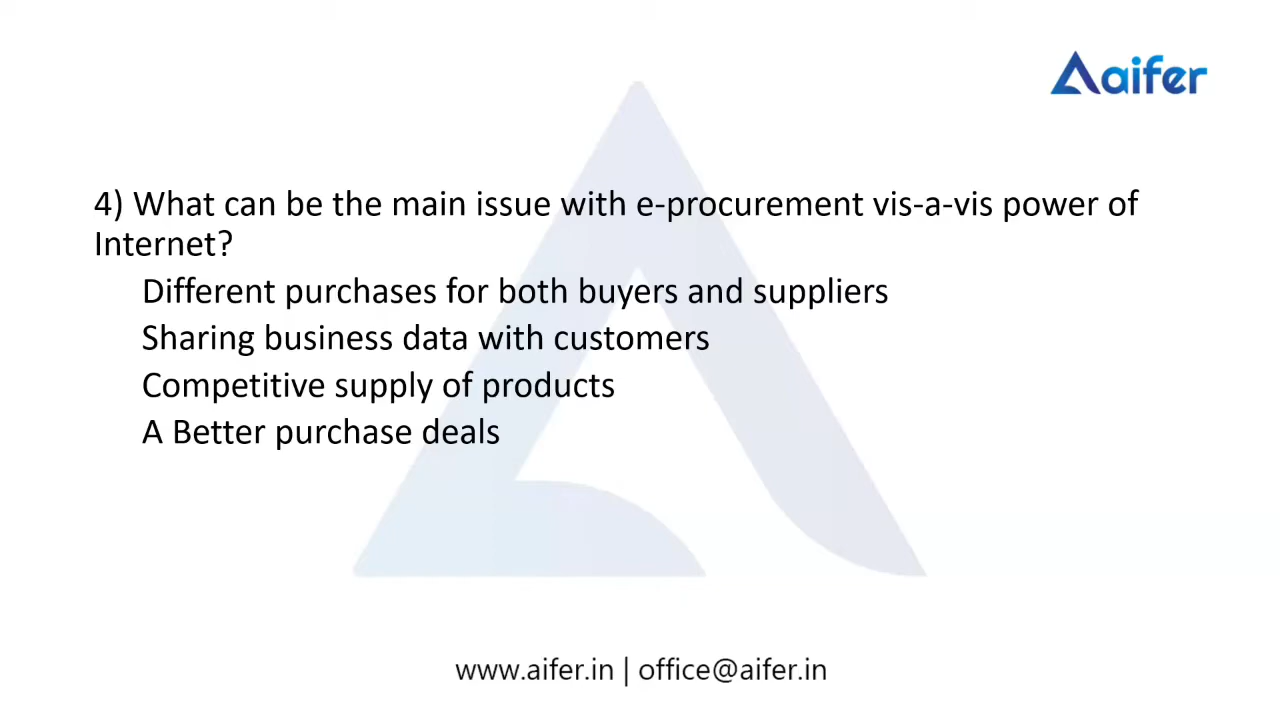 aifer
4) What can be the main issue with e-procurement vis-a-vis power of
Internet?
Different purchases for both buyers and suppliers
Sharing business data with customers
Competitive supply of products
A Better purchase deals
www.aifer.in | office@aifer.in